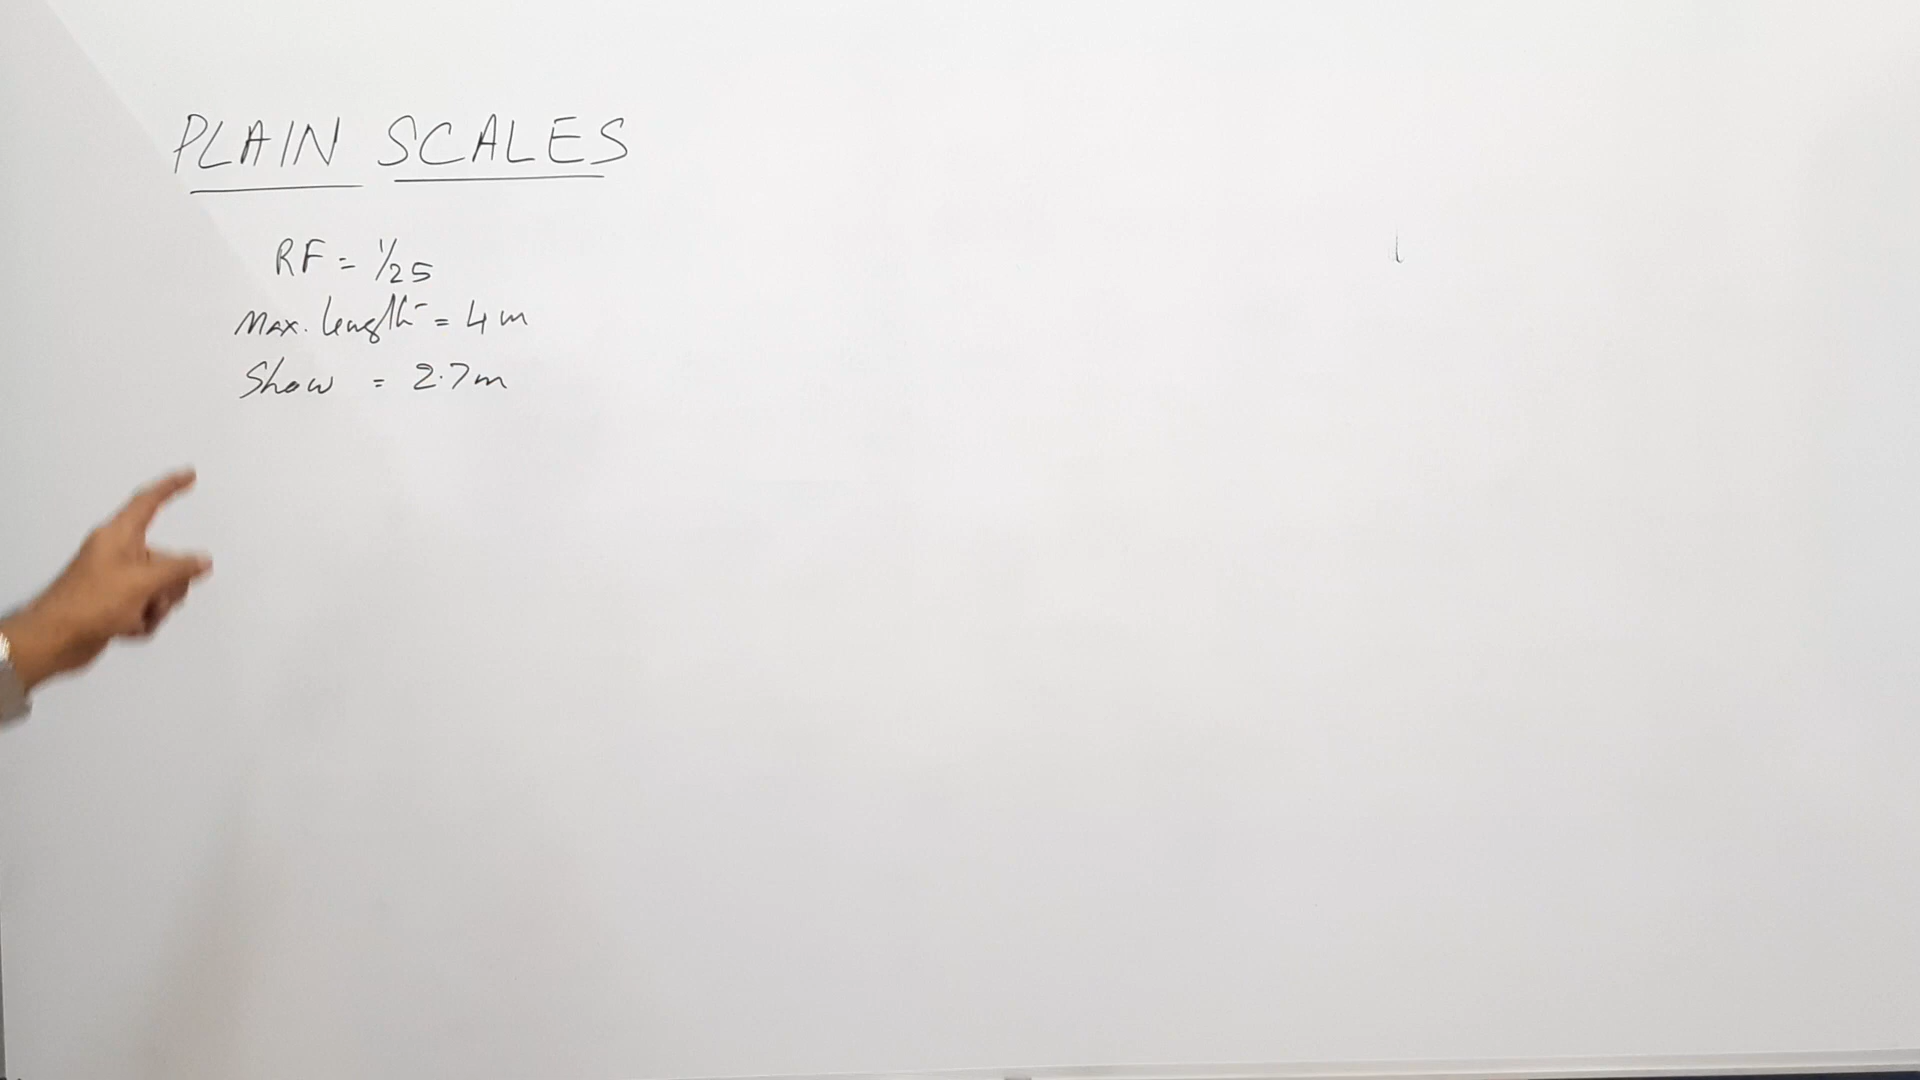 PLAIN SCALES
RF = 1/25
Max. length = 4 m
Show = 2.7m